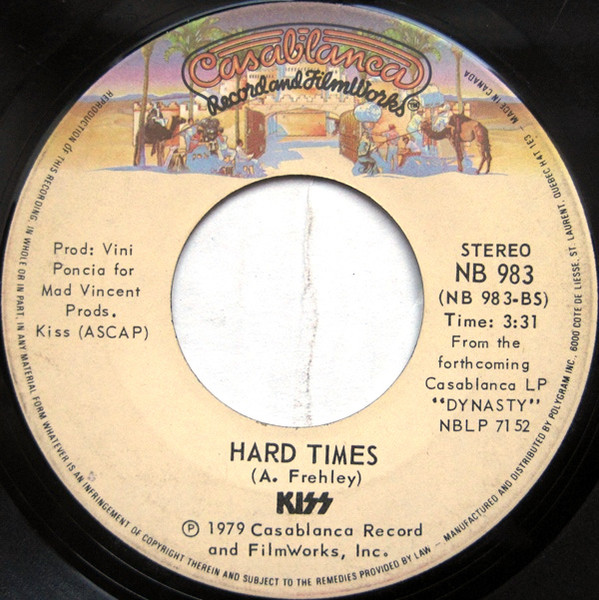 Casablanca
Record and FilmWorks™
Prod: Vini
Poncia for
Mad Vincent
Prods.
Kiss (ASCAP)
STEREO
NB 983
(NB 983-BS)
Time: 3:31
From the
forthcoming
Casablanca LP
"DYNASTY"
NBLP 7152
HARD TIMES
(A. Frehley)
KISS
Ⓟ 1979 Casablanca Record
and FilmWorks, Inc.
REPRODUCTION OF THIS RECORDING, IN WHOLE OR IN PART, IN ANY MATERIAL FORM WHATEVER IS AN INFRINGEMENT OF COPYRIGHT THEREIN AND SUBJECT TO THE REMEDIES PROVIDED BY LAW – MANUFACTURED AND DISTRIBUTED BY POLYGRAM INC. 6000 COTE DE LIESSE, ST. LAURENT, QUEBEC H4T 1E3 – MADE IN CANADA